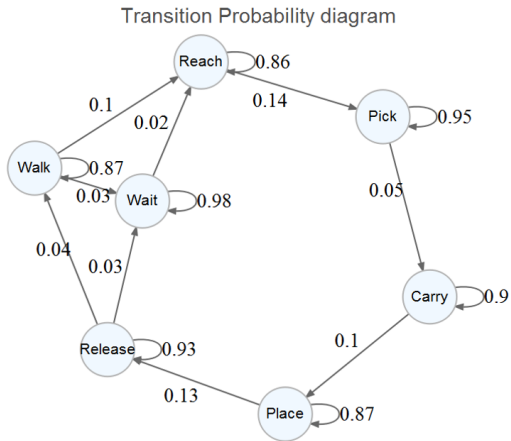 Transition Probability diagram
Reach
0.86
0.14
0.1
0.02
Pick
0.95
Walk
0.87
0.03
Wait
0.98
0.05
0.04
0.03
Carry
0.9
Release
0.93
0.1
0.13
Place
0.87